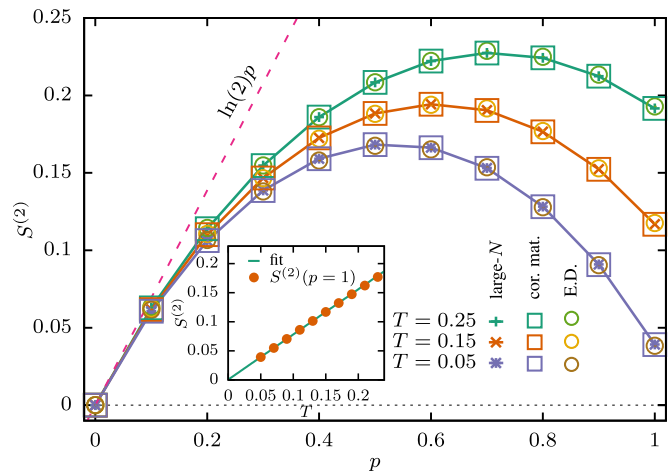 0.25
0.2
0.15
0.1
0.05
0
S^(2)
ln(2)p
0 0.2 0.4 0.6 0.8 1
p
large-N cor. mat. E.D.
T = 0.25
T = 0.15
T = 0.05
fit
S^(2)(p = 1)
0.2
0.15
0.1
0.05
0
S^(2)
0 0.05 0.1 0.15 0.2
T